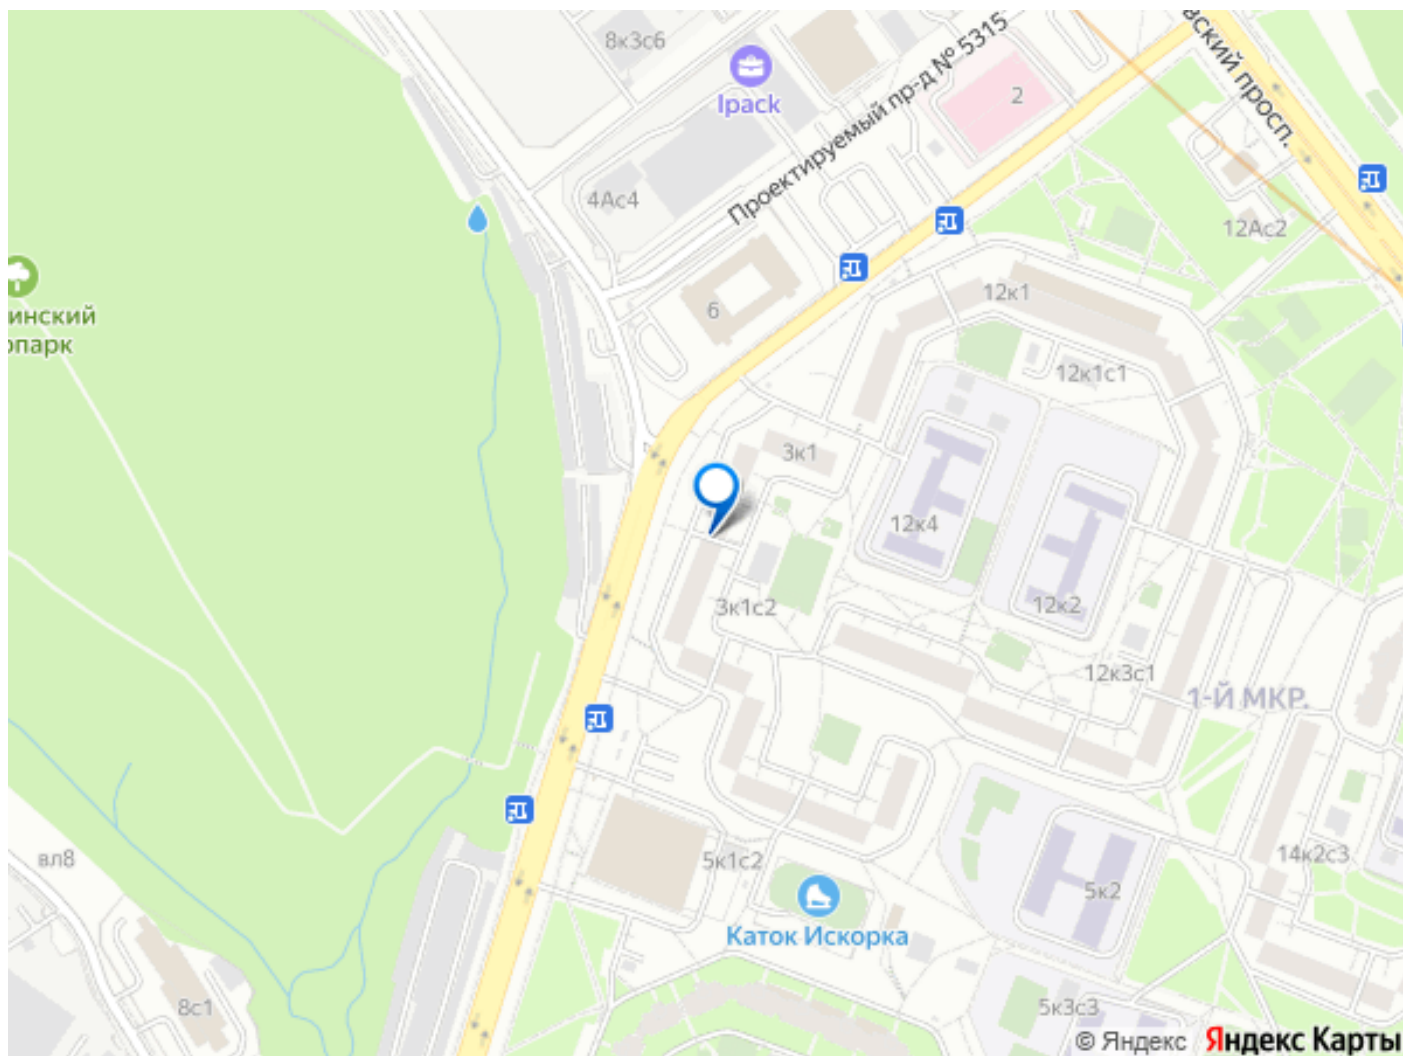 8к3с6
Ipack
Проектируемый пр-д № 5315
2
вский просп.
4Ас4
12Ас2
инский
опарк
6
12к1
12к1с1
3к1
12к4
12к2
3к1с2
12к3с1
1-Й МКР.
вл8
5к1с2
14к2с3
5к2
Каток Искорка
8с1
5к3с3
© Яндекс Яндекс Карты